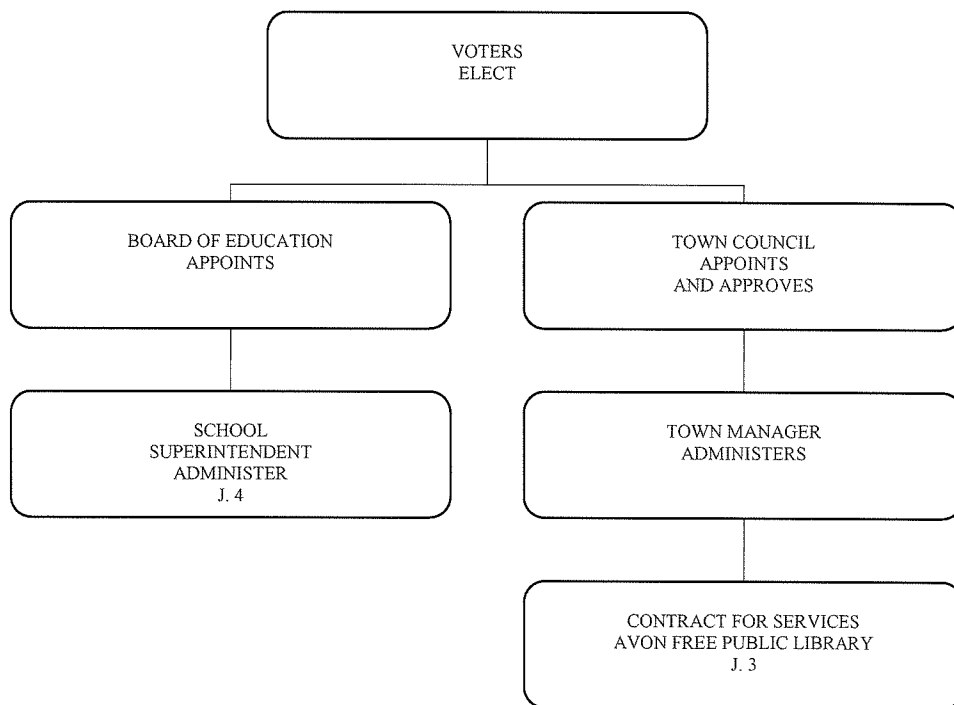 VOTERS
ELECT
BOARD OF EDUCATION
APPOINTS
TOWN COUNCIL
APPOINTS
AND APPROVES
SCHOOL
SUPERINTENDENT
ADMINISTER
J. 4
TOWN MANAGER
ADMINISTERS
CONTRACT FOR SERVICES
AVON FREE PUBLIC LIBRARY
J. 3